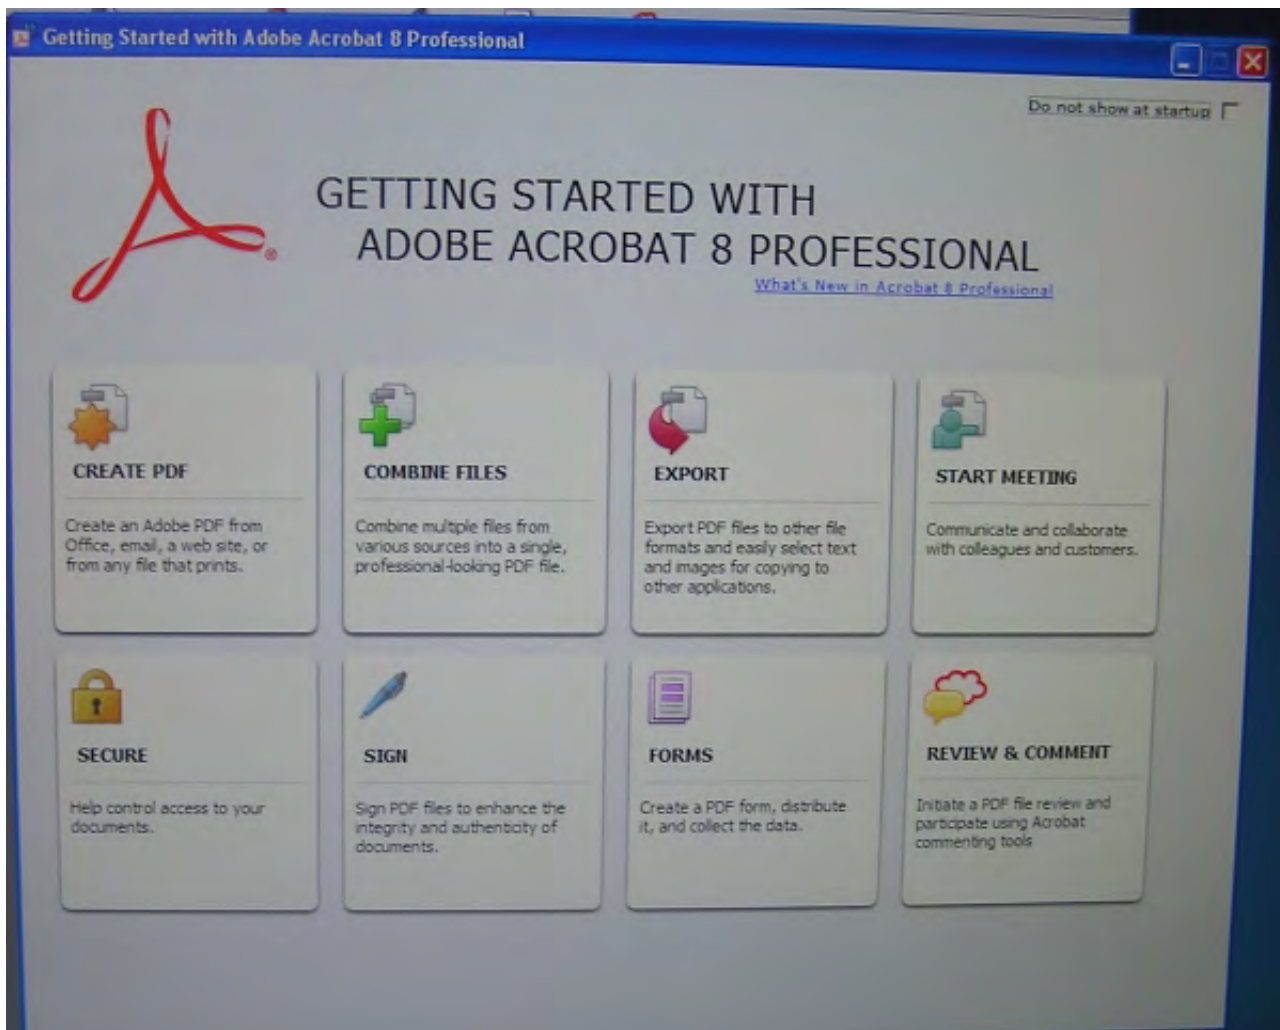 Getting Started with Adobe Acrobat 8 Professional
Do not show at startup
GETTING STARTED WITH
ADOBE ACROBAT 8 PROFESSIONAL
®
What's New in Acrobat 8 Professional
CREATE PDF
Create an Adobe PDF from
Office, email, a web site, or
from any file that prints.
COMBINE FILES
Combine multiple files from
various sources into a single,
professional-looking PDF file.
EXPORT
Export PDF files to other file
formats and easily select text
and images for copying to
other applications.
START MEETING
Communicate and collaborate
with colleagues and customers.
SECURE
Help control access to your
documents.
SIGN
Sign PDF files to enhance the
integrity and authenticity of
documents.
FORMS
Create a PDF form, distribute
it, and collect the data.
REVIEW & COMMENT
Initiate a PDF file review and
participate using Acrobat
commenting tools